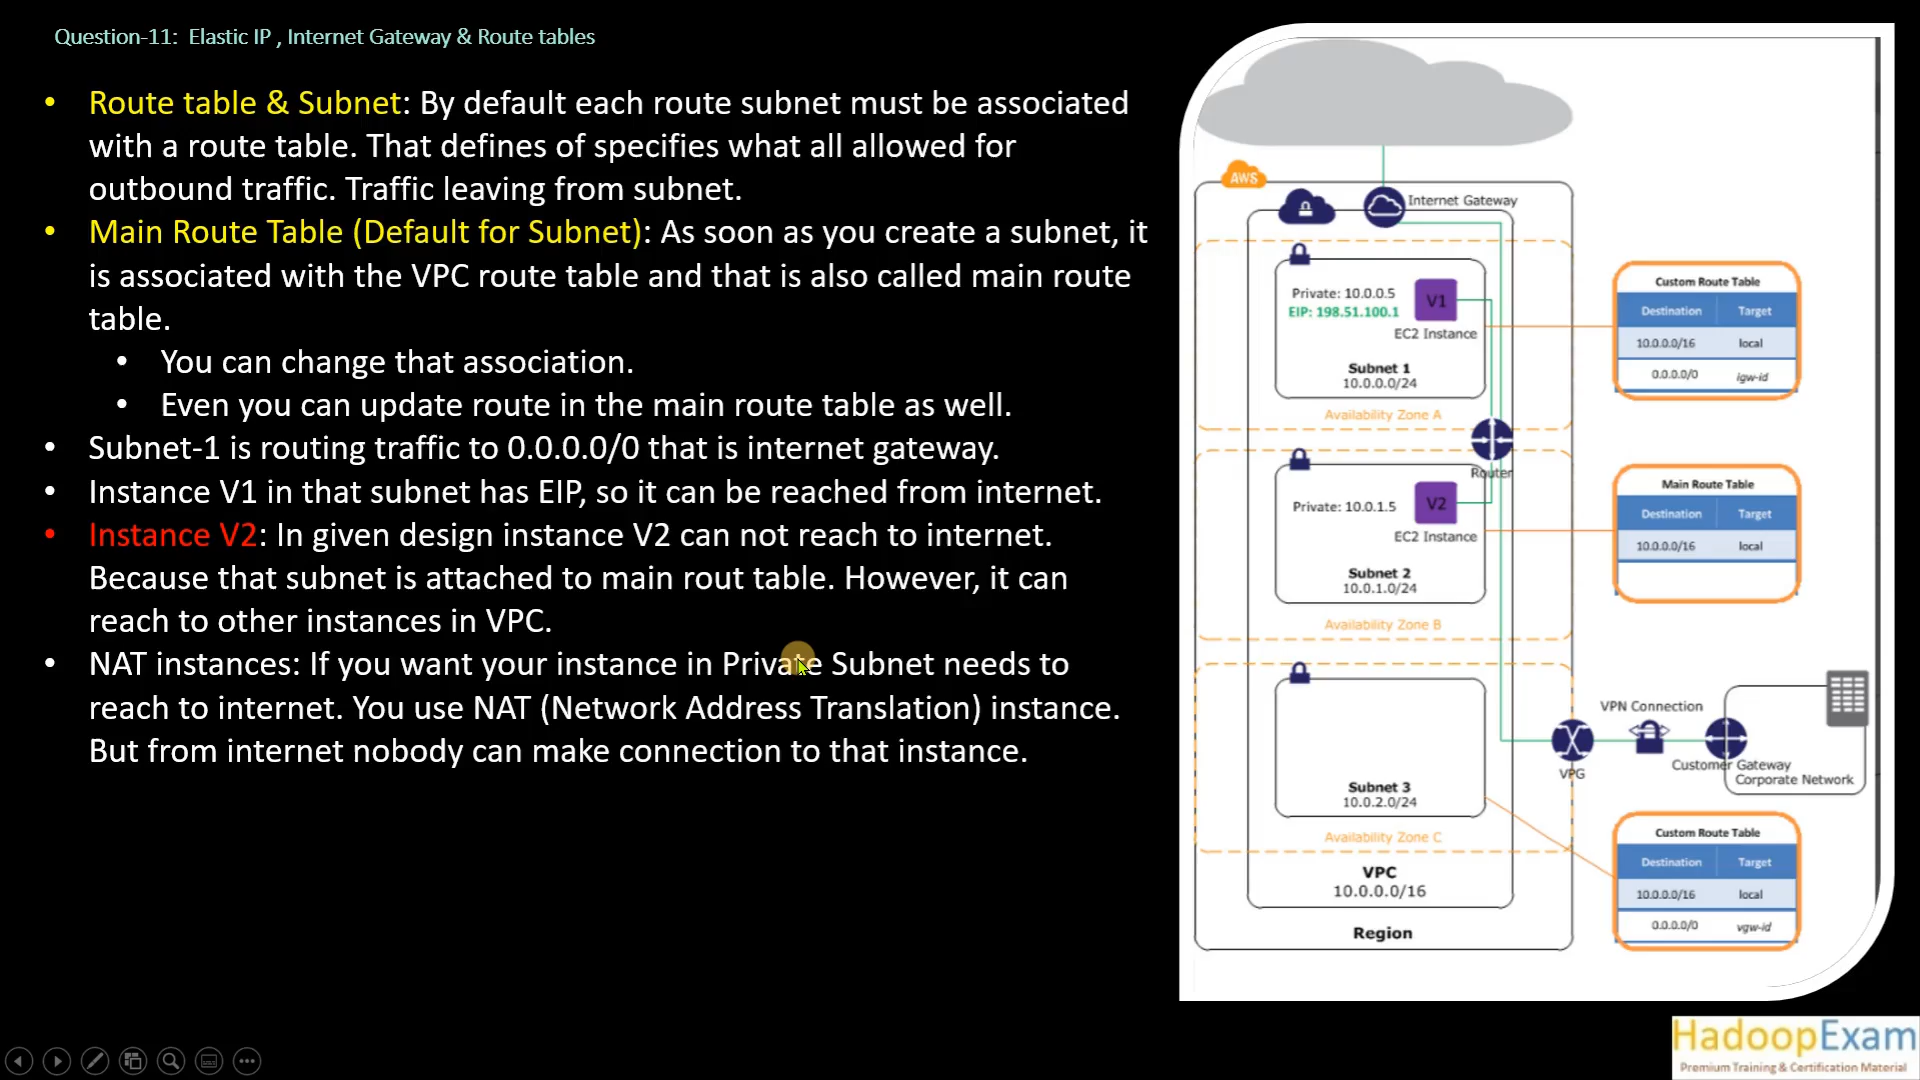 Question-11: Elastic IP , Internet Gateway & Route tables
• Route table & Subnet: By default each route subnet must be associated
with a route table. That defines of specifies what all allowed for
outbound traffic. Traffic leaving from subnet.
• Main Route Table (Default for Subnet): As soon as you create a subnet, it
is associated with the VPC route table and that is also called main route
table.
• You can change that association.
• Even you can update route in the main route table as well.
• Subnet-1 is routing traffic to 0.0.0.0/0 that is internet gateway.
• Instance V1 in that subnet has EIP, so it can be reached from internet.
• Instance V2: In given design instance V2 can not reach to internet.
Because that subnet is attached to main rout table. However, it can
reach to other instances in VPC.
• NAT instances: If you want your instance in Private Subnet needs to
reach to internet. You use NAT (Network Address Translation) instance.
But from internet nobody can make connection to that instance.
AWS
Internet Gateway
Private: 10.0.0.5
EIP: 198.51.100.1
V1
EC2 Instance
Subnet 1
10.0.0.0/24
Availability Zone A
Custom Route Table
Destination Target
10.0.0.0/16 local
0.0.0.0/0 igw-id
Router
Private: 10.0.1.5
V2
EC2 Instance
Subnet 2
10.0.1.0/24
Availability Zone B
Main Route Table
Destination Target
10.0.0.0/16 local
Subnet 3
10.0.2.0/24
Availability Zone C
VPG
VPN Connection
Customer Gateway
Corporate Network
Custom Route Table
Destination Target
10.0.0.0/16 local
0.0.0.0/0 vgw-id
VPC
10.0.0.0/16
Region
HadoopExam
Premium Training & Certification Material